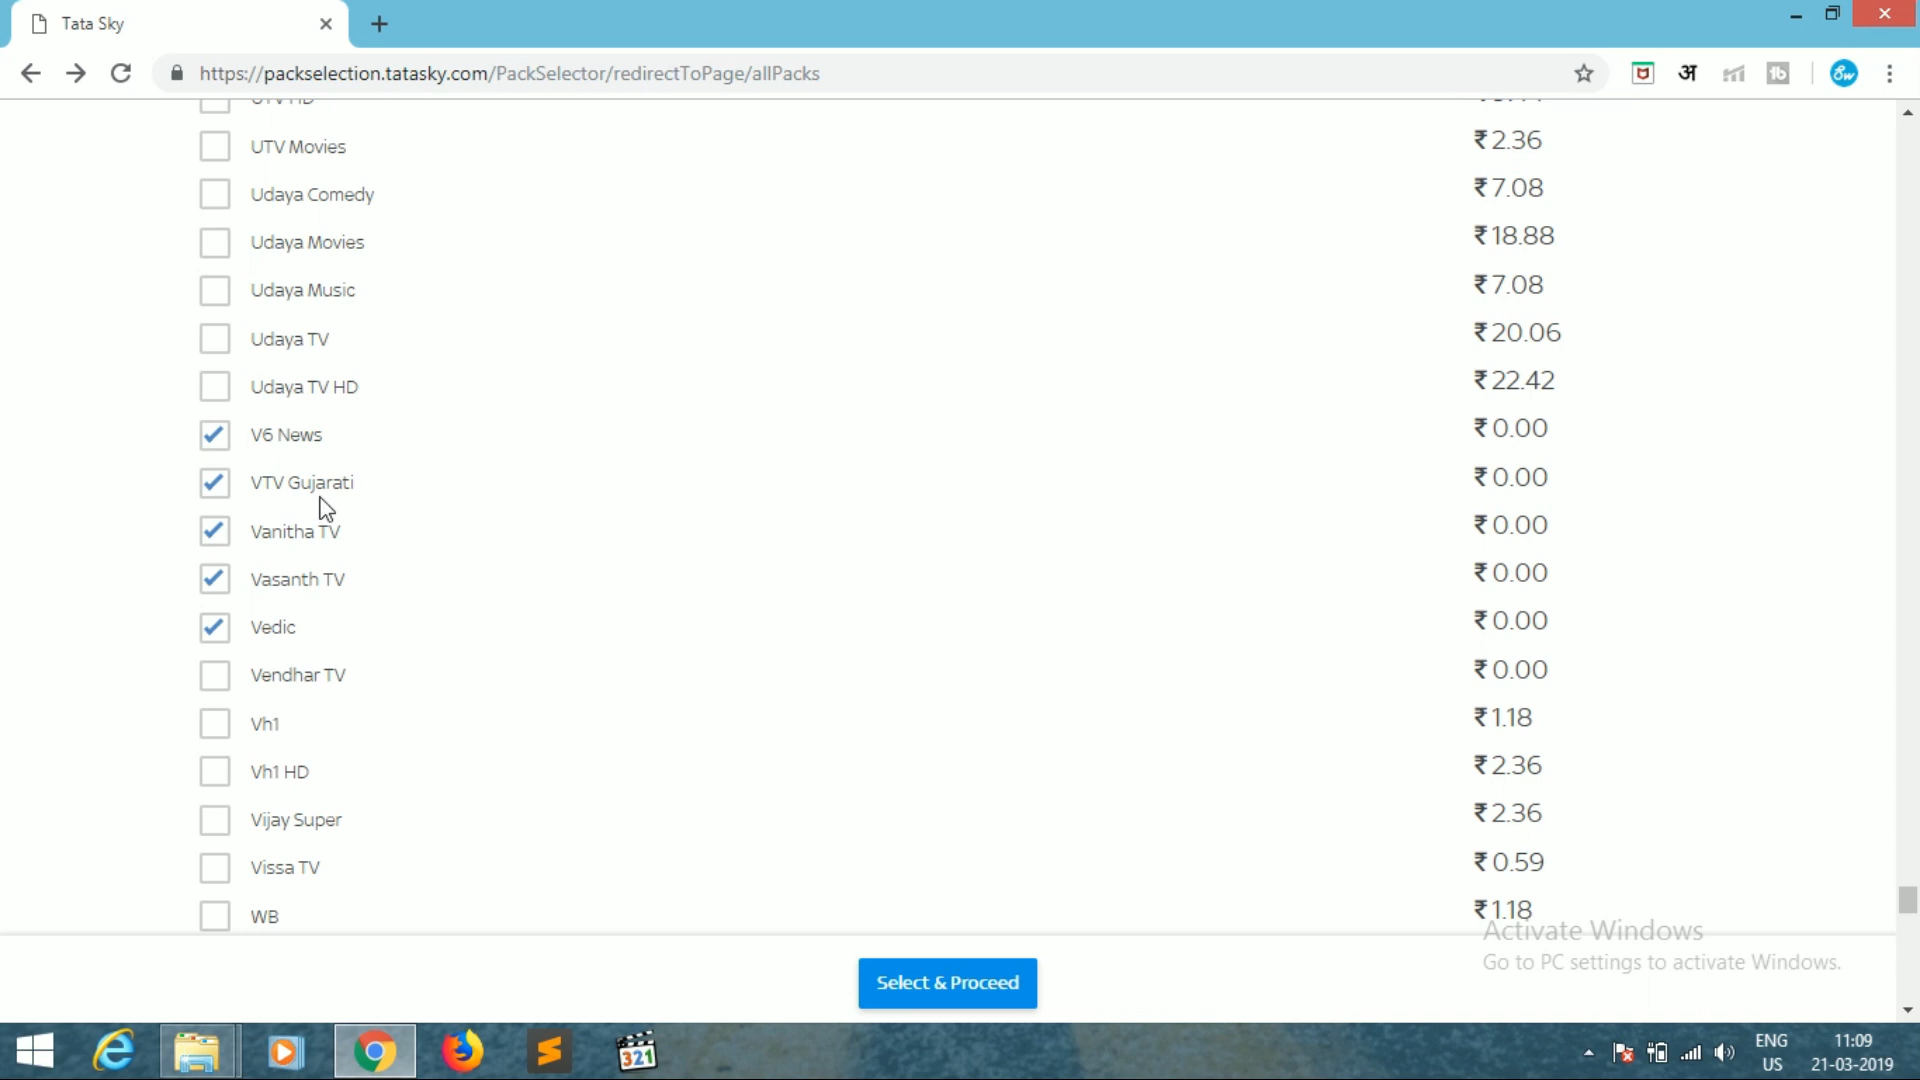 Tata Sky
https://packselection.tatasky.com/PackSelector/redirectToPage/allPacks
अ
UTV HD
UTV Movies ₹2.36
Udaya Comedy ₹7.08
Udaya Movies ₹18.88
Udaya Music ₹7.08
Udaya TV ₹20.06
Udaya TV HD ₹22.42
V6 News ₹0.00
VTV Gujarati ₹0.00
Vanitha TV ₹0.00
Vasanth TV ₹0.00
Vedic ₹0.00
Vendhar TV ₹0.00
Vh1 ₹1.18
Vh1 HD ₹2.36
Vijay Super ₹2.36
Vissa TV ₹0.59
WB ₹1.18
Activate Windows
Go to PC settings to activate Windows.
Select & Proceed
321
ENG 11:09
US 21-03-2019